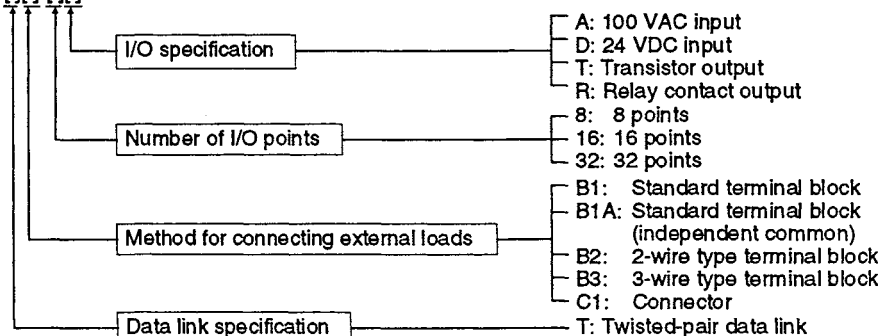 I/O specification
A: 100 VAC input
D: 24 VDC input
T: Transistor output
R: Relay contact output
Number of I/O points
8: 8 points
16: 16 points
32: 32 points
Method for connecting external loads
B1: Standard terminal block
B1A: Standard terminal block
(independent common)
B2: 2-wire type terminal block
B3: 3-wire type terminal block
C1: Connector
Data link specification
T: Twisted-pair data link